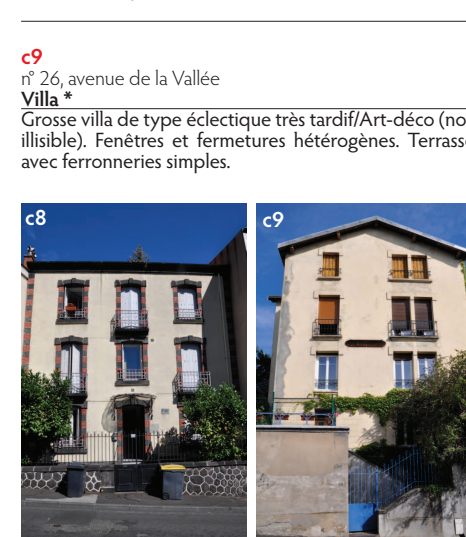 c9
n° 26, avenue de la Vallée
Villa *
Grosse villa de type éclectique très tardif/Art-déco (no
illisible). Fenêtres et fermetures hétérogènes. Terrasse
avec ferronneries simples.
c8
c9